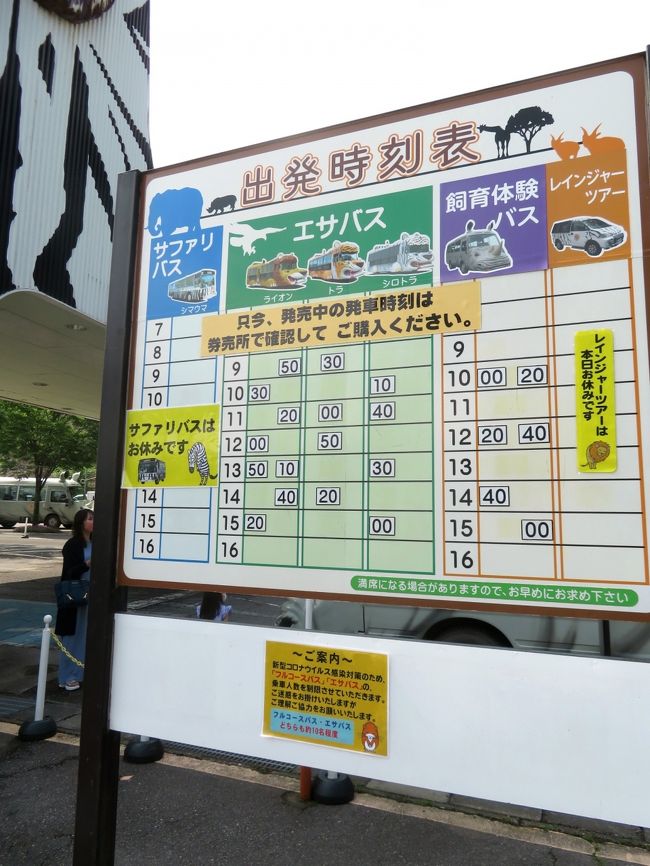 出発時刻表
サファリ
バス
シマウマ
エサバス
ライオン
トラ
シロトラ
飼育体験
バス
レインジャー
ツアー
只今、発売中の発車時刻は
券売所で確認して ご購入ください。
7
8
9
10
サファリバスは
お休みです
14
15
16
9 50 30
10 30 10
11 20 00 40
12 00 50
13 50 10 30
14 40 20
15 20 00
16
9
10 00 20
11
12 20 40
13
14 40
15 00
16
レインジャーツアーは
本日お休みです
満席になる場合がありますので、お早めにお求め下さい
～ご案内～
新型コロナウイルス感染対策のため、
「フルコースバス」「エサバス」の、
乗車人数を制限させていただきます。
ご迷惑をお掛けいたしますが
ご理解ご協力をお願いいたします。
フルコースバス・エサバス
どちらも約10名程度